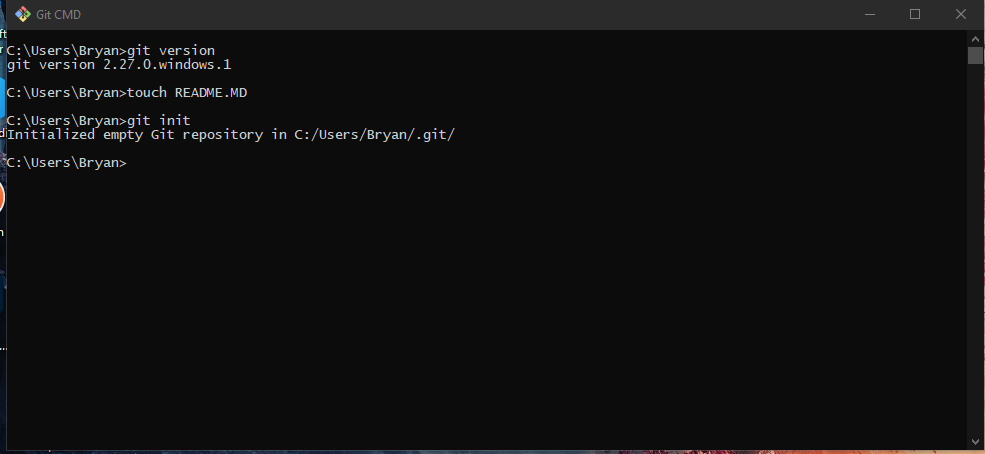 Git CMD
C:\Users\Bryan>git version
git version 2.27.0.windows.1
C:\Users\Bryan>touch README.MD
C:\Users\Bryan>git init
Initialized empty Git repository in C:/Users/Bryan/.git/
C:\Users\Bryan>